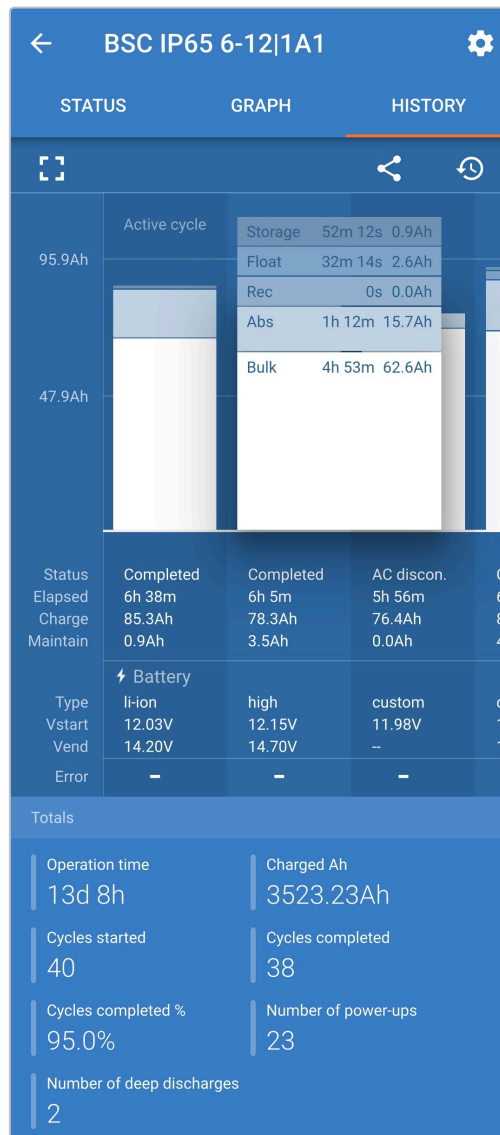 BSC IP65 6-12|1A1
STATUS GRAPH HISTORY
Active cycle
95.9Ah
47.9Ah
Storage 52m 12s 0.9Ah
Float 32m 14s 2.6Ah
Rec 0s 0.0Ah
Abs 1h 12m 15.7Ah
Bulk 4h 53m 62.6Ah
Status Completed Completed AC discon.
Elapsed 6h 38m 6h 5m 5h 56m
Charge 85.3Ah 78.3Ah 76.4Ah
Maintain 0.9Ah 3.5Ah 0.0Ah
Battery
Type li-ion high custom
Vstart 12.03V 12.15V 11.98V
Vend 14.20V 14.70V --
Error – – –
Totals
Operation time Charged Ah
13d 8h 3523.23Ah
Cycles started Cycles completed
40 38
Cycles completed % Number of power-ups
95.0% 23
Number of deep discharges
2